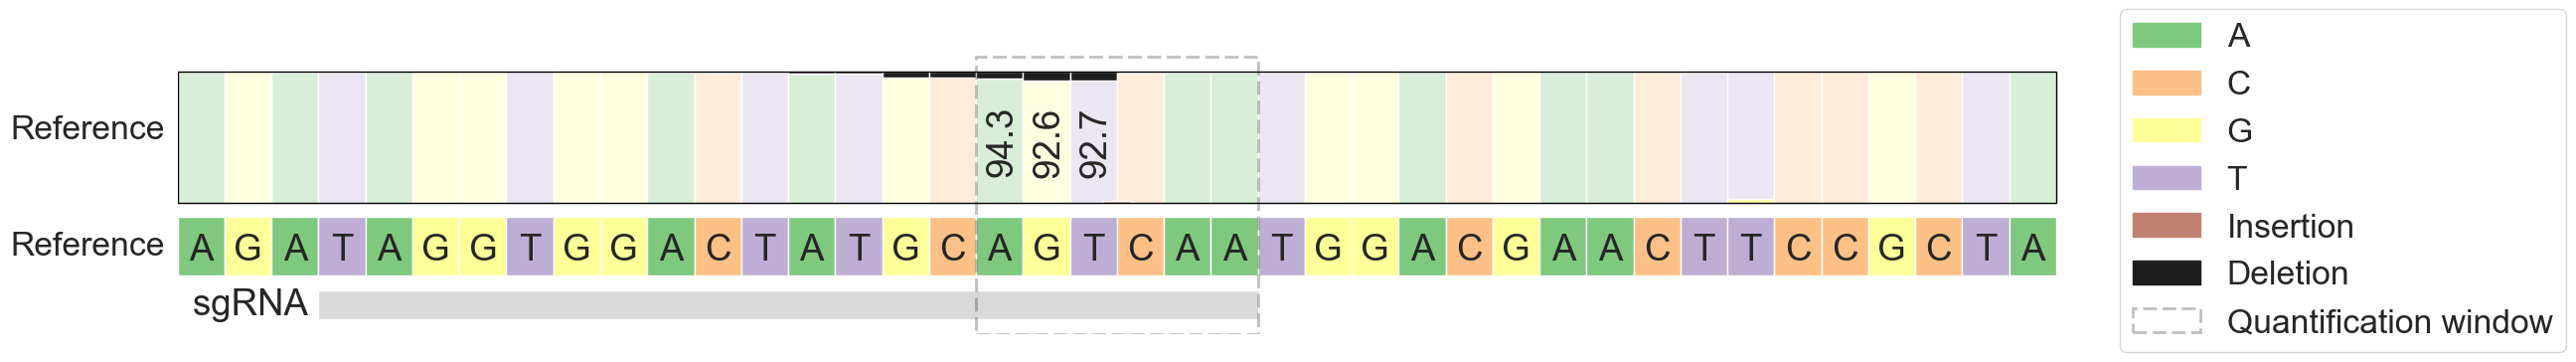 Reference
94.3
92.6
92.7
Reference A G A T A G G T G G A C T A T G C A G T C A A T G G A C G A A C T T C C G C T A
sgRNA
A
C
G
T
Insertion
Deletion
Quantification window